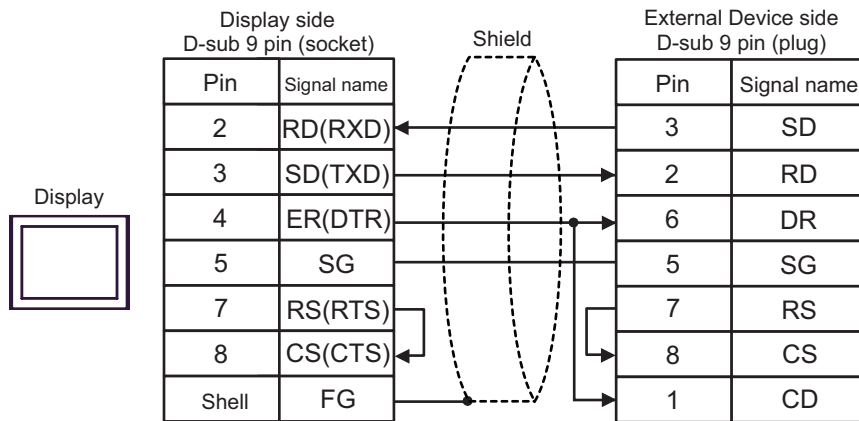 Display side
D-sub 9 pin (socket)
Shield
External Device side
D-sub 9 pin (plug)
Pin Signal name Pin Signal name
2 RD(RXD) 3 SD
3 SD(TXD) 2 RD
Display
4 ER(DTR) 6 DR
5 SG 5 SG
7 RS(RTS) 7 RS
8 CS(CTS) 8 CS
Shell FG 1 CD